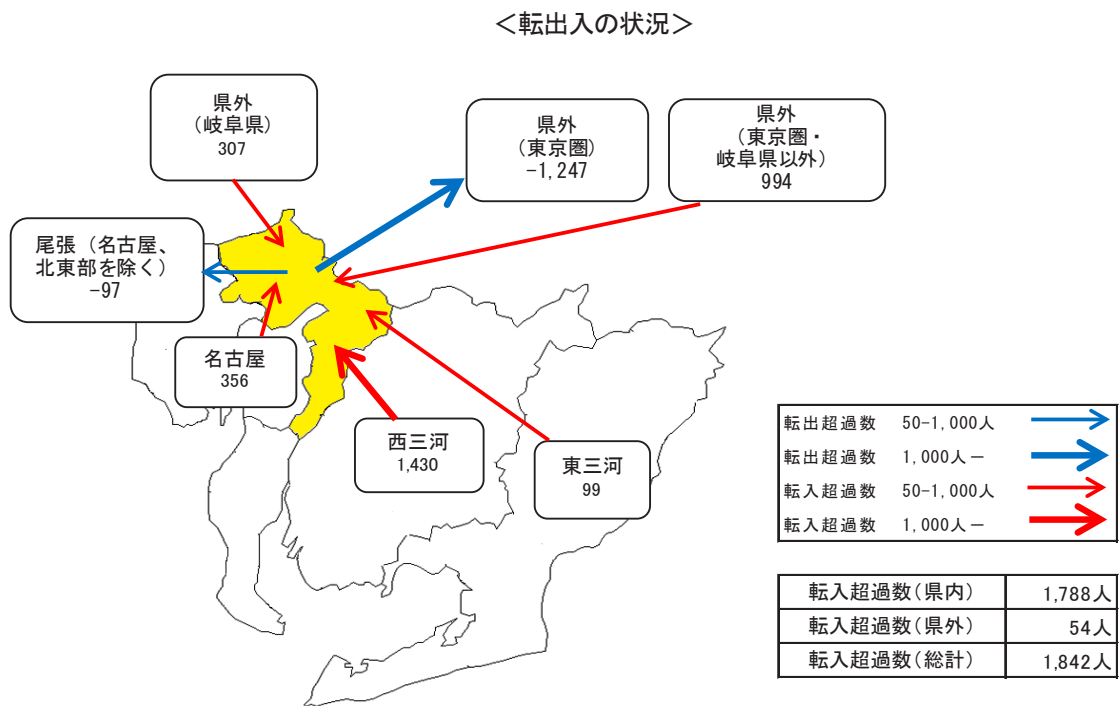 ＜転出入の状況＞
県外
（岐阜県）
307
県外
（東京圏）
-1,247
県外
（東京圏・
岐阜県以外）
994
尾張（名古屋、
北東部を除く）
-97
名古屋
356
西三河
1,430
東三河
99
転出超過数 50-1,000人
転出超過数 1,000人－
転入超過数 50-1,000人
転入超過数 1,000人－
転入超過数（県内） 1,788人
転入超過数（県外） 54人
転入超過数（総計） 1,842人